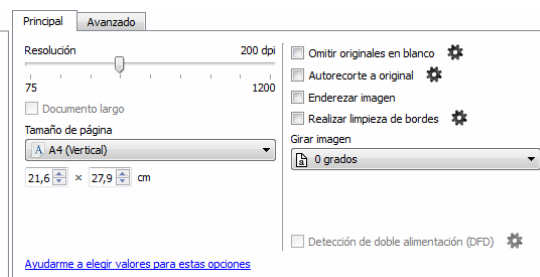 Principal Avanzado
Resolución 200 dpi
75 1200
Documento largo
Tamaño de página
A A4 (Vertical)
21,6 × 27,9 cm
Ayudarme a elegir valores para estas opciones
Omitir originales en blanco
Autorecorte a original
Enderezar imagen
Realizar limpieza de bordes
Girar imagen
a 0 grados
Detección de doble alimentación (DFD)